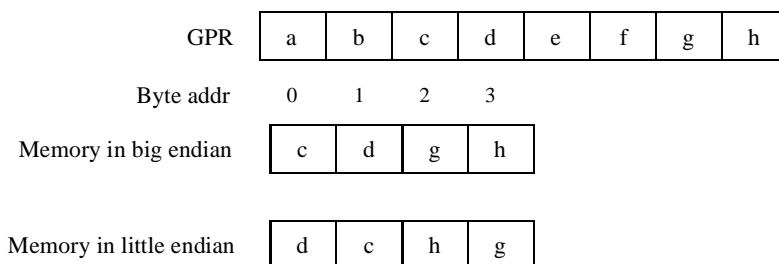 GPR a b c d e f g h
Byte addr 0 1 2 3
Memory in big endian c d g h
Memory in little endian d c h g